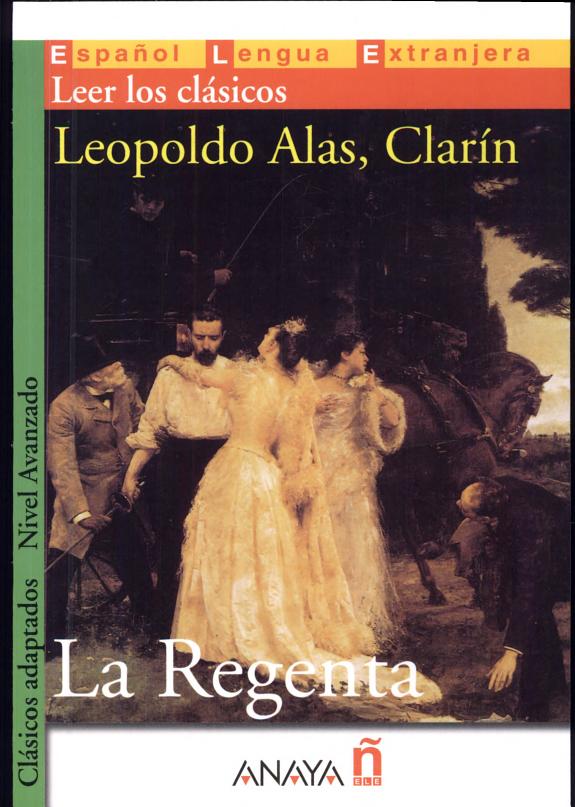 Español Lengua Extranjera
Leer los clásicos
Leopoldo Alas, Clarín
Clásicos adaptados Nivel Avanzado
La Regenta
ANAYA ñ
ELE